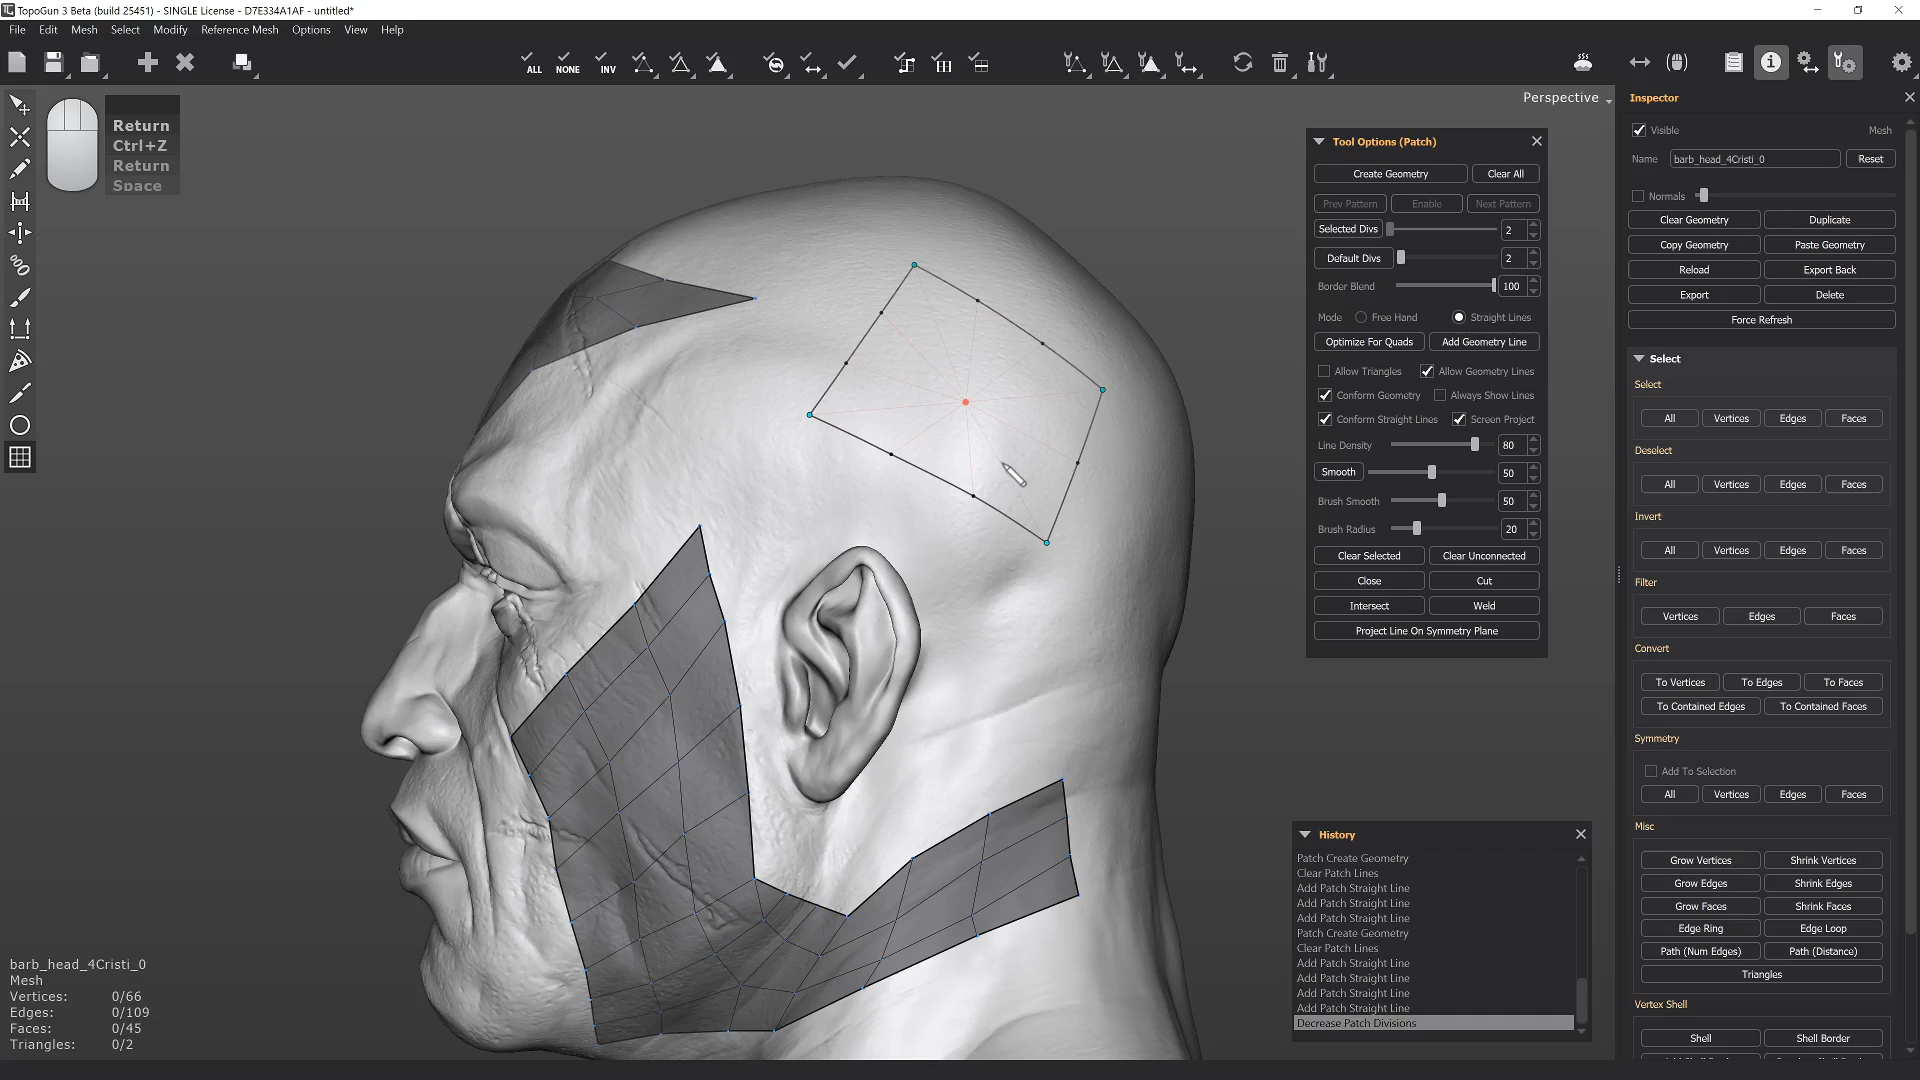 TopoGun 3 Beta (build 25451) - SINGLE License - D7E334A1AF - untitled*
File Edit Mesh Select Modify Reference Mesh Options View Help
ALL NONE INV
Return
Ctrl+Z
Return
Space
Perspective
Tool Options (Patch)
Create Geometry Clear All
Prev Pattern Enable Next Pattern
Selected Divs 2
Default Divs 2
Border Blend 100
Mode Free Hand Straight Lines
Optimize For Quads Add Geometry Line
Allow Triangles Allow Geometry Lines
Conform Geometry Always Show Lines
Conform Straight Lines Screen Project
Line Density 80
Smooth 50
Brush Smooth 50
Brush Radius 20
Clear Selected Clear Unconnected
Close Cut
Intersect Weld
Project Line On Symmetry Plane
History
Patch Create Geometry
Clear Patch Lines
Add Patch Straight Line
Add Patch Straight Line
Add Patch Straight Line
Patch Create Geometry
Clear Patch Lines
Add Patch Straight Line
Add Patch Straight Line
Add Patch Straight Line
Add Patch Straight Line
Decrease Patch Divisions
barb_head_4Cristi_0
Mesh
Vertices: 0/66
Edges: 0/109
Faces: 0/45
Triangles: 0/2
Inspector
Visible Mesh
Name barb_head_4Cristi_0 Reset
Normals
Clear Geometry Duplicate
Copy Geometry Paste Geometry
Reload Export Back
Export Delete
Force Refresh
Select
Select
All Vertices Edges Faces
Deselect
All Vertices Edges Faces
Invert
All Vertices Edges Faces
Filter
Vertices Edges Faces
Convert
To Vertices To Edges To Faces
To Contained Edges To Contained Faces
Symmetry
Add To Selection
All Vertices Edges Faces
Misc
Grow Vertices Shrink Vertices
Grow Edges Shrink Edges
Grow Faces Shrink Faces
Edge Ring Edge Loop
Path (Num Edges) Path (Distance)
Triangles
Vertex Shell
Shell Shell Border